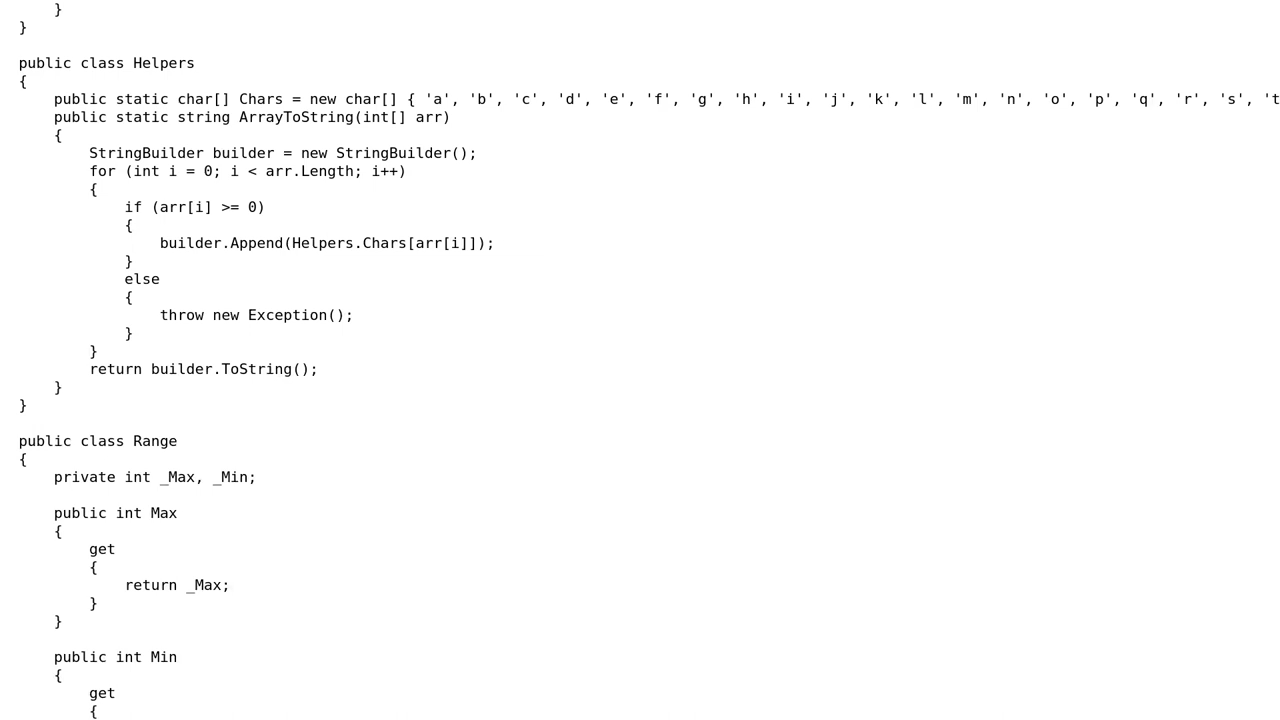 }
}

public class Helpers
{
    public static char[] Chars = new char[] { 'a', 'b', 'c', 'd', 'e', 'f', 'g', 'h', 'i', 'j', 'k', 'l', 'm', 'n', 'o', 'p', 'q', 'r', 's', 't
    public static string ArrayToString(int[] arr)
    {
        StringBuilder builder = new StringBuilder();
        for (int i = 0; i < arr.Length; i++)
        {
            if (arr[i] >= 0)
            {
                builder.Append(Helpers.Chars[arr[i]]);
            }
            else
            {
                throw new Exception();
            }
        }
        return builder.ToString();
    }
}

public class Range
{
    private int _Max, _Min;

    public int Max
    {
        get
        {
            return _Max;
        }
    }

    public int Min
    {
        get
        {